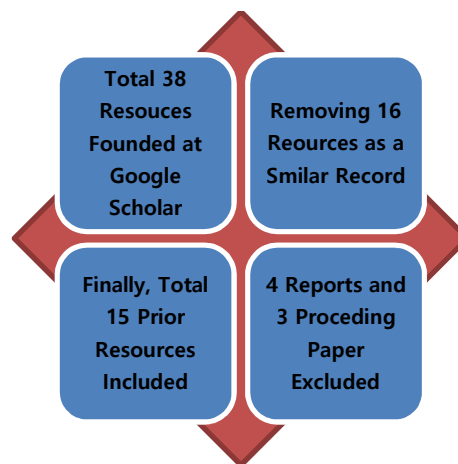 Total 38
Resouces
Founded at
Google
Scholar
Removing 16
Reources as a
Smilar Record
Finally, Total
15 Prior
Resources
Included
4 Reports and
3 Proceding
Paper
Excluded